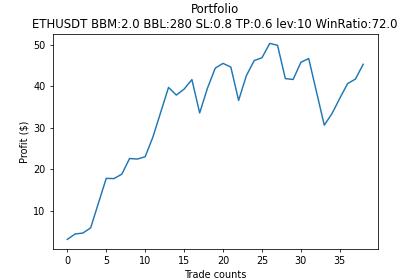 Portfolio
ETHUSDT BBM:2.0 BBL:280 SL:0.8 TP:0.6 lev:10 WinRatio:72.0
50
40
30
20
10
Profit ($)
0 5 10 15 20 25 30 35
Trade counts